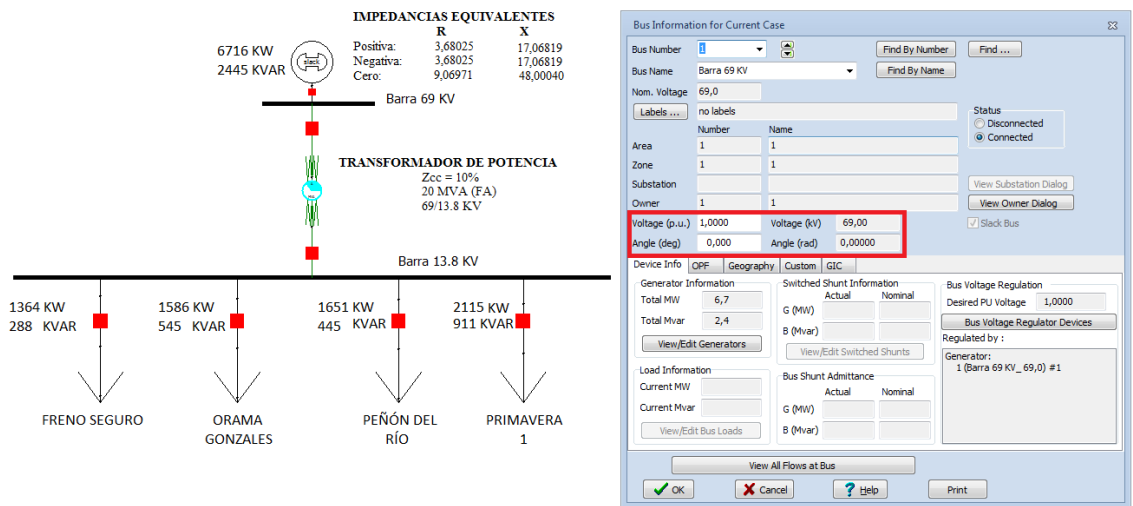 IMPEDANCIAS EQUIVALENTES
R X
Positiva: 3,68025 17,06819
Negativa: 3,68025 17,06819
Cero: 9,06971 48,00040
6716 KW
2445 KVAR
slack
Barra 69 KV
TRANSFORMADOR DE POTENCIA
Zcc = 10%
20 MVA (FA)
69/13.8 KV
Barra 13.8 KV
1364 KW
288 KVAR
1586 KW
545 KVAR
1651 KW
445 KVAR
2115 KW
911 KVAR
FRENO SEGURO
ORAMA
GONZALES
PEÑÓN DEL
RÍO
PRIMAVERA
1
Bus Information for Current Case
Bus Number 1 Find By Number Find ...
Bus Name Barra 69 KV Find By Name
Nom. Voltage 69,0
Labels ... no labels
Status
Disconnected
Connected
Number Name
Area 1 1
Zone 1 1
Substation View Substation Dialog
Owner 1 1 View Owner Dialog
Voltage (p.u.) 1,0000 Voltage (kV) 69,00 Slack Bus
Angle (deg) 0,000 Angle (rad) 0,00000
Device Info OPF Geography Custom GIC
Generator Information
Total MW 6,7
Total Mvar 2,4
View/Edit Generators
Load Information
Current MW
Current Mvar
View/Edit Bus Loads
Switched Shunt Information
Actual Nominal
G (MW)
B (Mvar)
View/Edit Switched Shunts
Bus Shunt Admittance
Actual Nominal
G (MW)
B (Mvar)
Bus Voltage Regulation
Desired PU Voltage 1,0000
Bus Voltage Regulator Devices
Regulated by :
Generator:
1 (Barra 69 KV_ 69,0) #1
View All Flows at Bus
OK Cancel Help Print